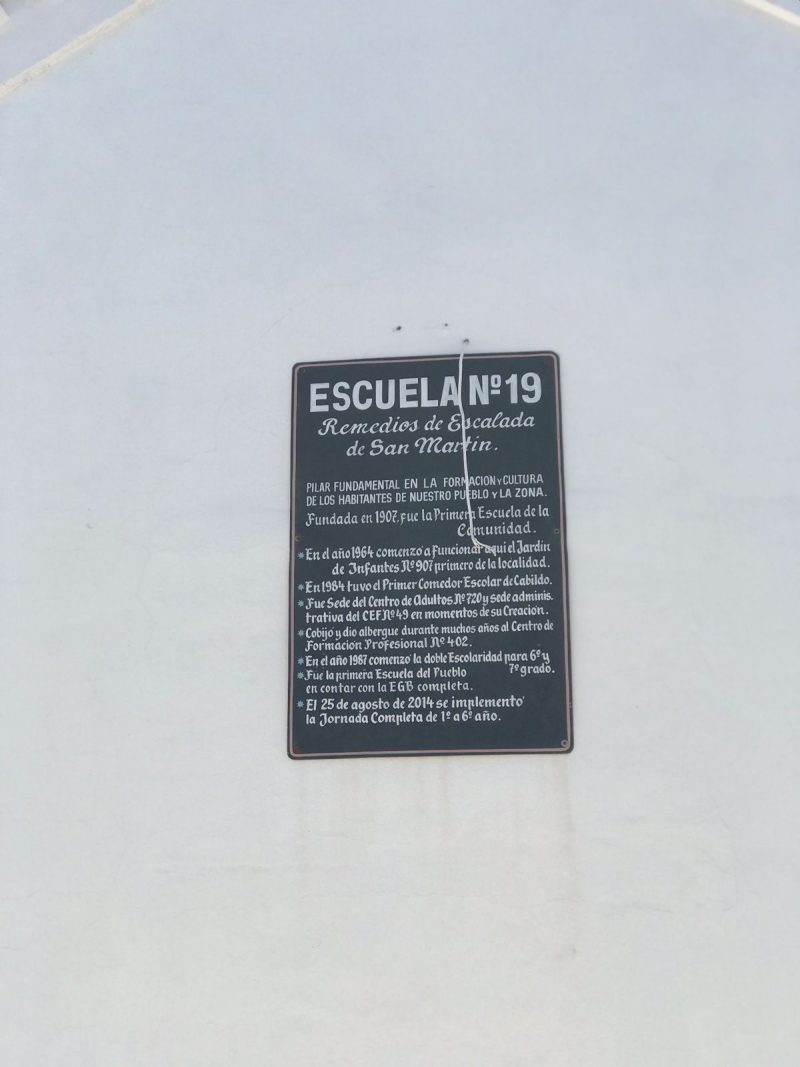 ESCUELA Nº 19
Remedios de Escalada
de San Martín.
PILAR FUNDAMENTAL EN LA FORMACION Y CULTURA
DE LOS HABITANTES DE NUESTRO PUEBLO Y LA ZONA.
Fundada en 1907, fue la Primera Escuela de la
Comunidad.
* En el año 1964 comenzó a funcionar aquí el Jardín
de Infantes Nº 907 primero de la localidad.
* En 1984 tuvo el Primer Comedor Escolar de Cabildo.
* Fue Sede del Centro de Adultos Nº 720 y sede adminis.
trativa del CEF Nº 49 en momentos de su Creación.
* Cobijó y dio albergue durante muchos años al Centro de
Formación Profesional Nº 402.
* En el año 1987 comenzó la doble Escolaridad para 6º y
7º grado.
* Fue la primera Escuela del Pueblo
en contar con la EGB completa.
* El 25 de agosto de 2014 se implementó
la Jornada Completa de 1º a 6º año.